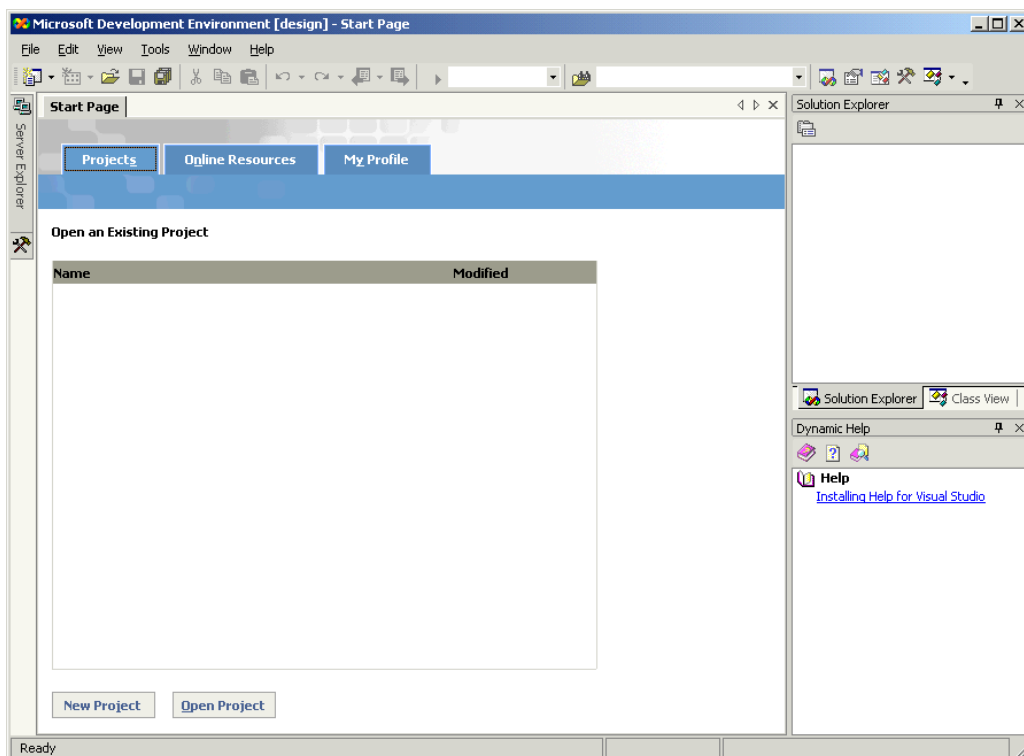 Microsoft Development Environment [design] - Start Page
File Edit View Tools Window Help
Server Explorer
Start Page
Projects Online Resources My Profile
Open an Existing Project
Name Modified
New Project Open Project
Solution Explorer
Solution Explorer Class View
Dynamic Help
Help
Installing Help for Visual Studio
Ready